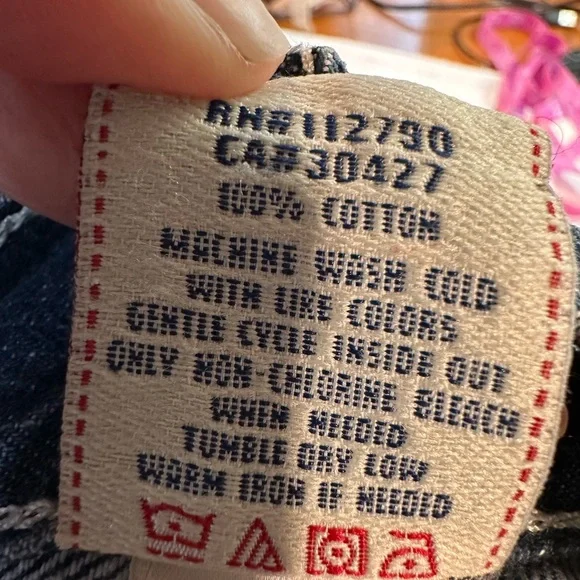 RN#112790
CA#30427
100% COTTON
MACHINE WASH COLD
WITH LIKE COLORS
GENTLE CYCLE INSIDE OUT
ONLY NON-CHLORINE BLEACH
WHEN NEEDED
TUMBLE DRY LOW
WARM IRON IF NEEDED